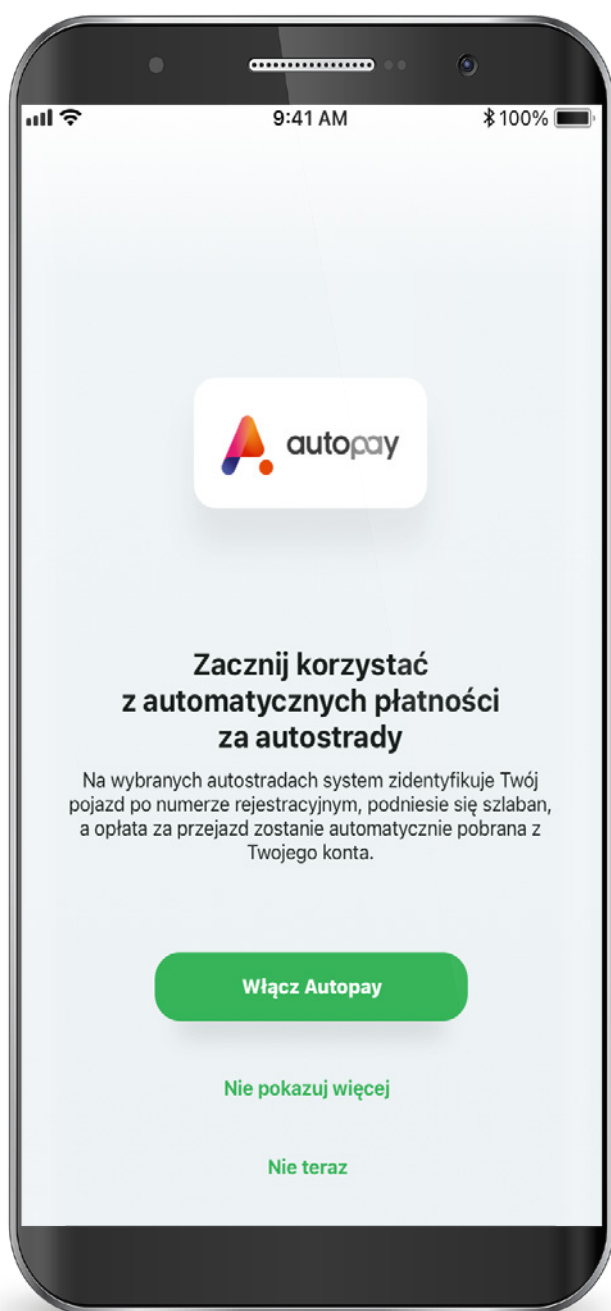 9:41 AM
100%
autopay
Zacznij korzystać
z automatycznych płatności
za autostrady
Na wybranych autostradach system zidentyfikuje Twój
pojazd po numerze rejestracyjnym, podniesie się szlaban,
a opłata za przejazd zostanie automatycznie pobrana z
Twojego konta.
Włącz Autopay
Nie pokazuj więcej
Nie teraz